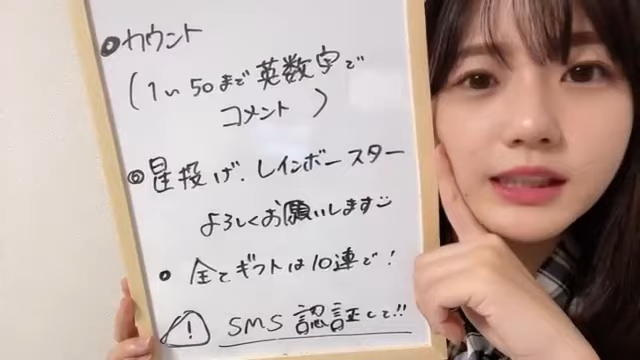 ◎カウント
(1〜50まで英数字で
コメント)
◎星投げ、レインボースター
よろしくお願いします
•全てギフトは10連で!
⚠ SMS認証して!!